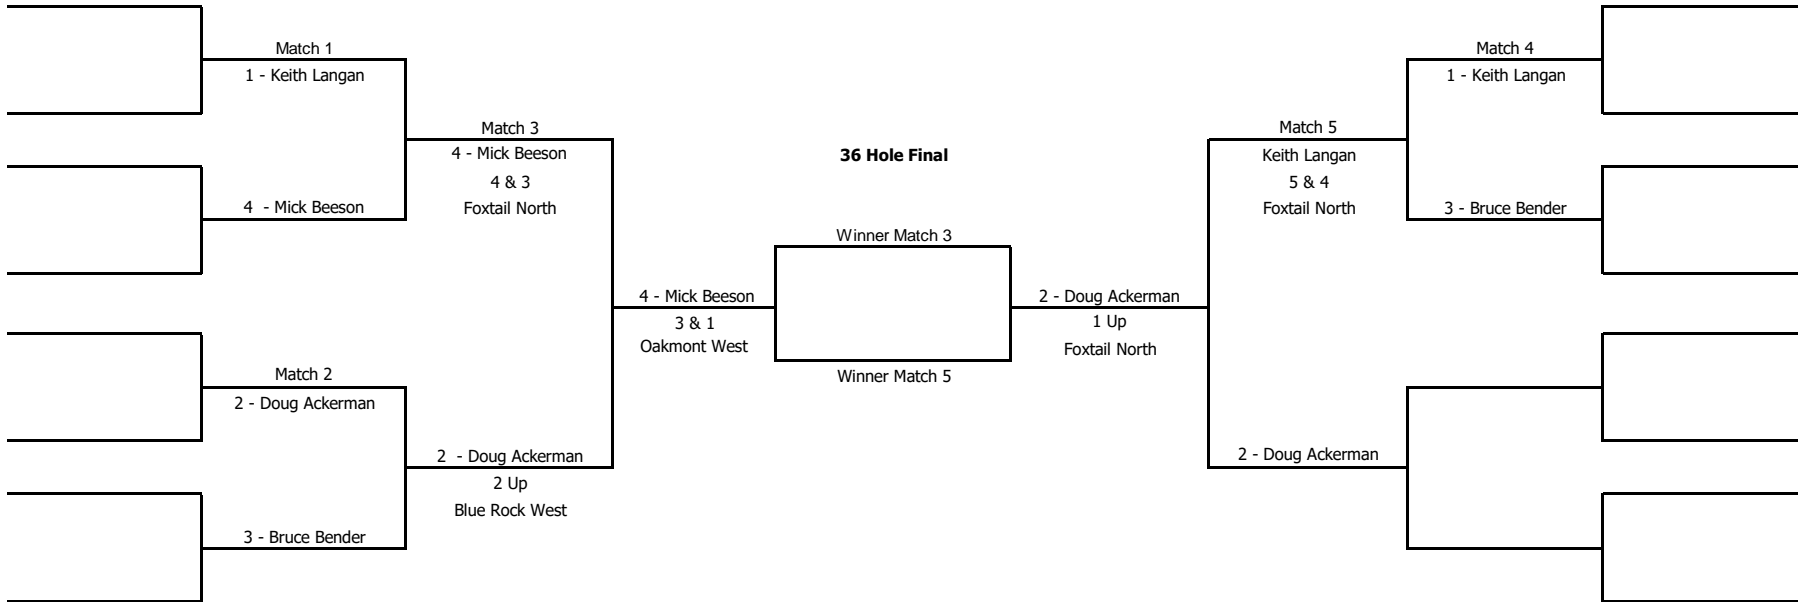 Match 1
1 - Keith Langan
4 - Mick Beeson
Match 2
2 - Doug Ackerman
3 - Bruce Bender
Match 3
4 - Mick Beeson
4 & 3
Foxtail North
2 - Doug Ackerman
2 Up
Blue Rock West
4 - Mick Beeson
3 & 1
Oakmont West
36 Hole Final
Winner Match 3
Winner Match 5
2 - Doug Ackerman
1 Up
Foxtail North
Match 5
Keith Langan
5 & 4
Foxtail North
2 - Doug Ackerman
Match 4
1 - Keith Langan
3 - Bruce Bender